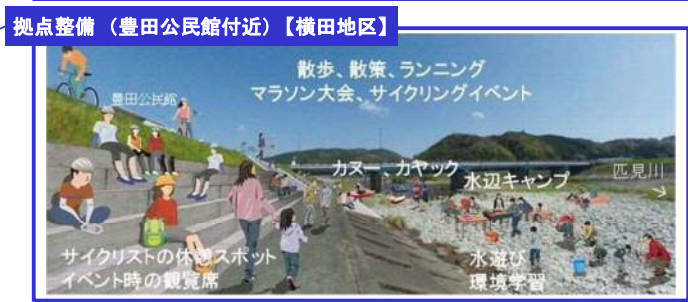 拠点整備（豊田公民館付近）【横田地区】
散歩、散策、ランニング
マラソン大会、サイクリングイベント
豊田公民館
カヌー、カヤック
水辺キャンプ
匹見川
サイクリストの休憩スポット
イベント時の観覧席
水遊び
環境学習